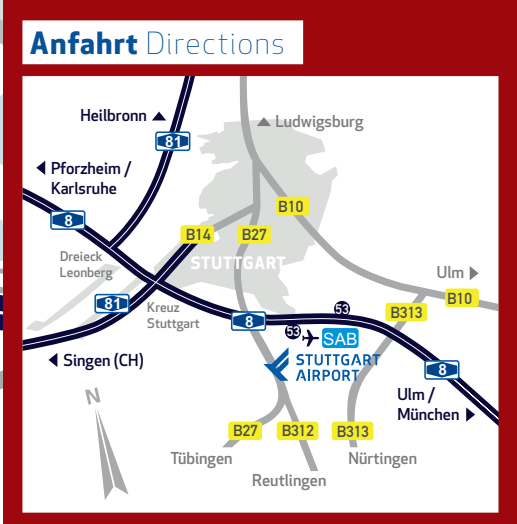 Anfahrt Directions
Heilbronn
Ludwigsburg
81
Pforzheim /
Karlsruhe
8
B10
B14
B27
Dreieck
Leonberg
STUTTGART
Ulm
81
Kreuz
Stuttgart
B10
53
B313
8
53
SAB
Singen (CH)
STUTTGART
AIRPORT
8
N
Ulm /
München
B27
B312
B313
Tübingen
Nürtingen
Reutlingen